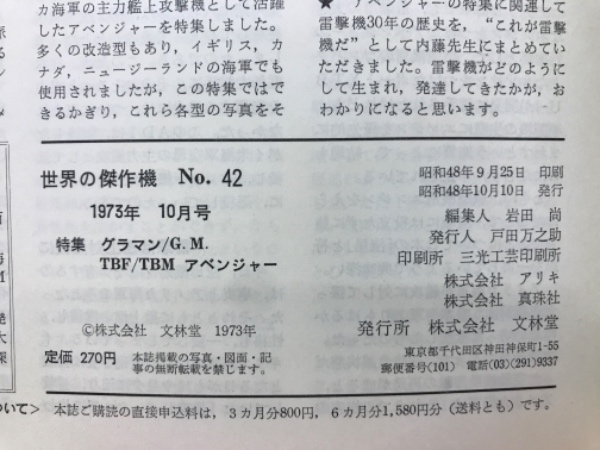 カ海軍の主力艦上攻撃機として活躍
したアベンジャーを特集しました。
多くの改造型もあり，イギリス，カ
ナダ，ニュージーランドの海軍でも
使用されましたが，この特集ではで
きるかぎり，これら各型の写真をそ
★ アベンジャーの特集に関連して
雷撃機30年の歴史を，“これが雷撃
機だ”として内藤先生にまとめてい
ただきました。雷撃機がどのように
して生まれ，発達してきたかが，お
わかりになると思います。
世界の傑作機 No. 42
1973年 10月号
特集 グラマン/G.M.
TBF/TBM アベンジャー
©株式会社 文林堂 1973年
定価 270円 本誌掲載の写真・図面・記
事の無断転載を禁じます。
昭和48年9月25日 印刷
昭和48年10月10日 発行
編集人 岩田 尚
発行人 戸田万之助
印刷所 三光工芸印刷所
株式会社 アリキ
株式会社 真珠社
発行所 株式会社 文林堂
東京都千代田区神田神保町1-55
郵便番号(101) 電話(03)(291)9337
ついて＞ 本誌ご購読の直接申込料は，3カ月分800円，6カ月分1,580円分（送料とも）です。